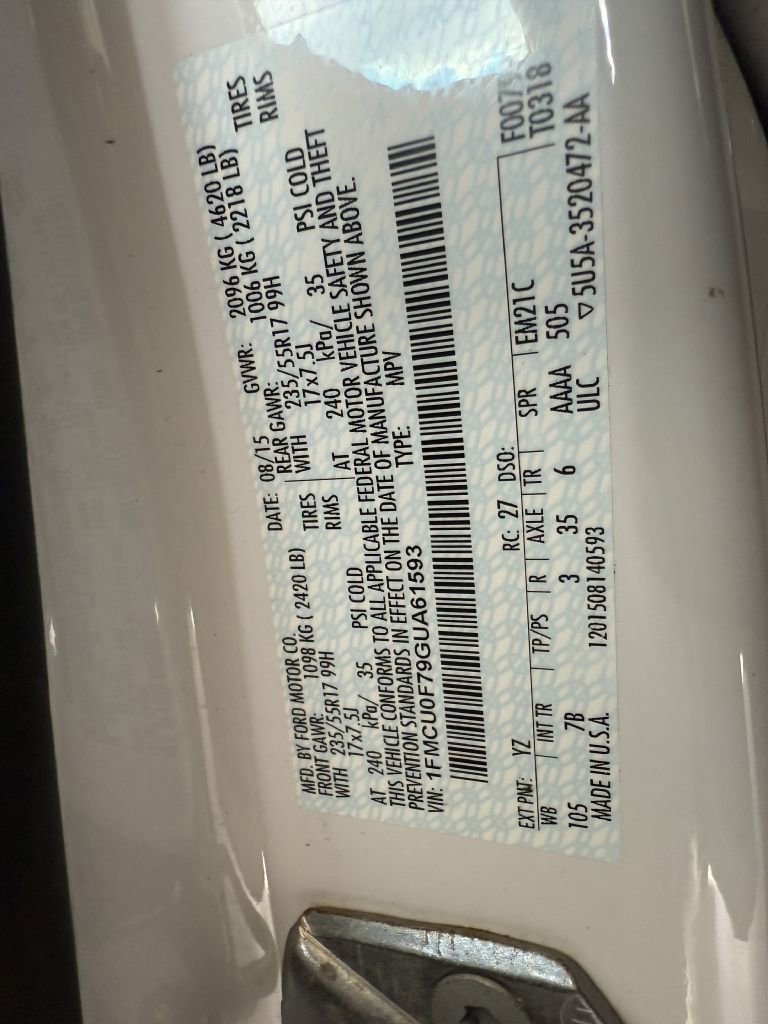 MFD. BY FORD MOTOR CO.
DATE: 08/15 GVWR: 2096 KG ( 4620 LB)
FRONT GAWR: 1098 KG ( 2420 LB)
REAR GAWR: 1006 KG ( 2218 LB)
WITH 235/55R17 99H TIRES
WITH 235/55R17 99H TIRES
17x7.5J RIMS
17x7.5J RIMS
AT 240 kPa/ 35 PSI COLD
AT 240 kPa/ 35 PSI COLD
THIS VEHICLE CONFORMS TO ALL APPLICABLE FEDERAL MOTOR VEHICLE SAFETY AND THEFT
PREVENTION STANDARDS IN EFFECT ON THE DATE OF MANUFACTURE SHOWN ABOVE.
VIN: 1FMCU0F79GUA61593 TYPE: MPV
F007
T0318
EXT PNT: YZ RC: 27 DSO:
WB INT TR TP/PS R AXLE TR SPR EM21C
105 7B 3 35 6 AAAA 505
MADE IN U.S.A. 1201508140593 ULC ▽ 5U5A-3520472-AA